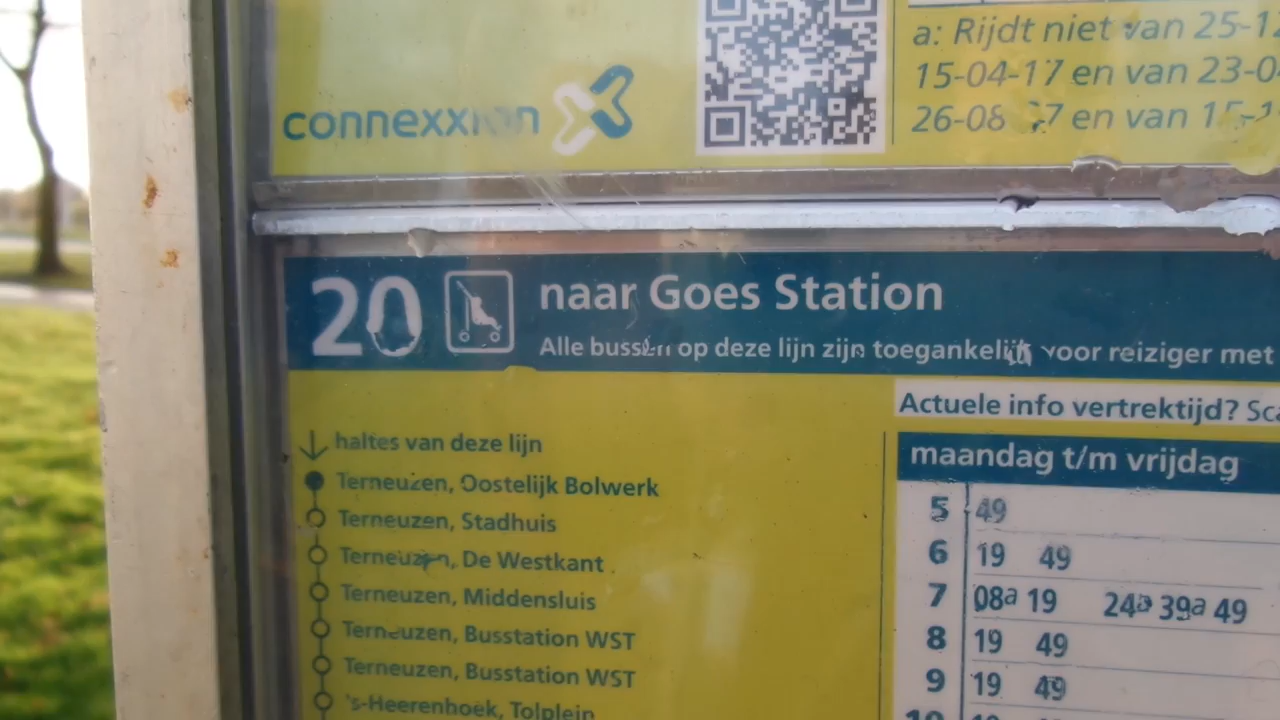 connexxion
a: Rijdt niet van 25-12
15-04-17 en van 23-0
26-08 7 en van 15-1
20 naar Goes Station
Alle bussen op deze lijn zijn toegankelijk voor reiziger met
Actuele info vertrektijd? Sca
haltes van deze lijn
Terneuzen, Oostelijk Bolwerk
Terneuzen, Stadhuis
Terneuzen, De Westkant
Terneuzen, Middensluis
Terneuzen, Busstation WST
Terneuzen, Busstation WST
's-Heerenhoek, Tolplein
maandag t/m vrijdag
5 49
6 19 49
7 08a 19 24a 39a 49
8 19 49
9 19 49
10